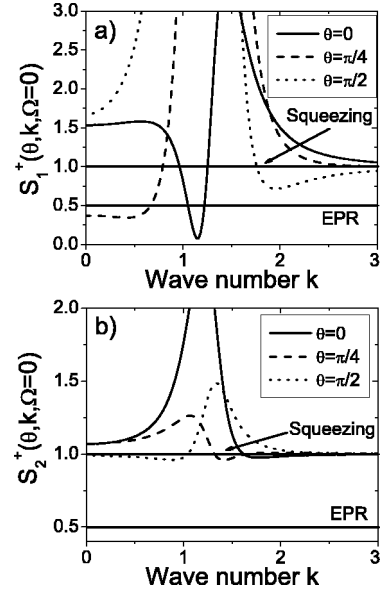 a)
3.0
2.5
2.0
1.5
1.0
0.5
0.0
S₁⁺(θ,k,Ω=0)
θ=0
θ=π/4
θ=π/2
Squeezing
EPR
0 1 2 3
Wave number k
b)
2.0
1.5
1.0
0.5
S₂⁺(θ,k,Ω=0)
θ=0
θ=π/4
θ=π/2
Squeezing
EPR
0 1 2 3
Wave number k